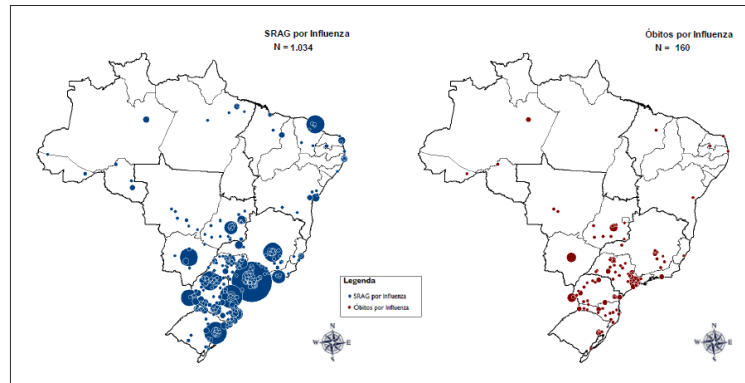 SRAG por Influenza
N = 1.034
Óbitos por Influenza
N = 160
Legenda
SRAG por Influenza
Óbitos por Influenza
N
W E
S
N
W E
S